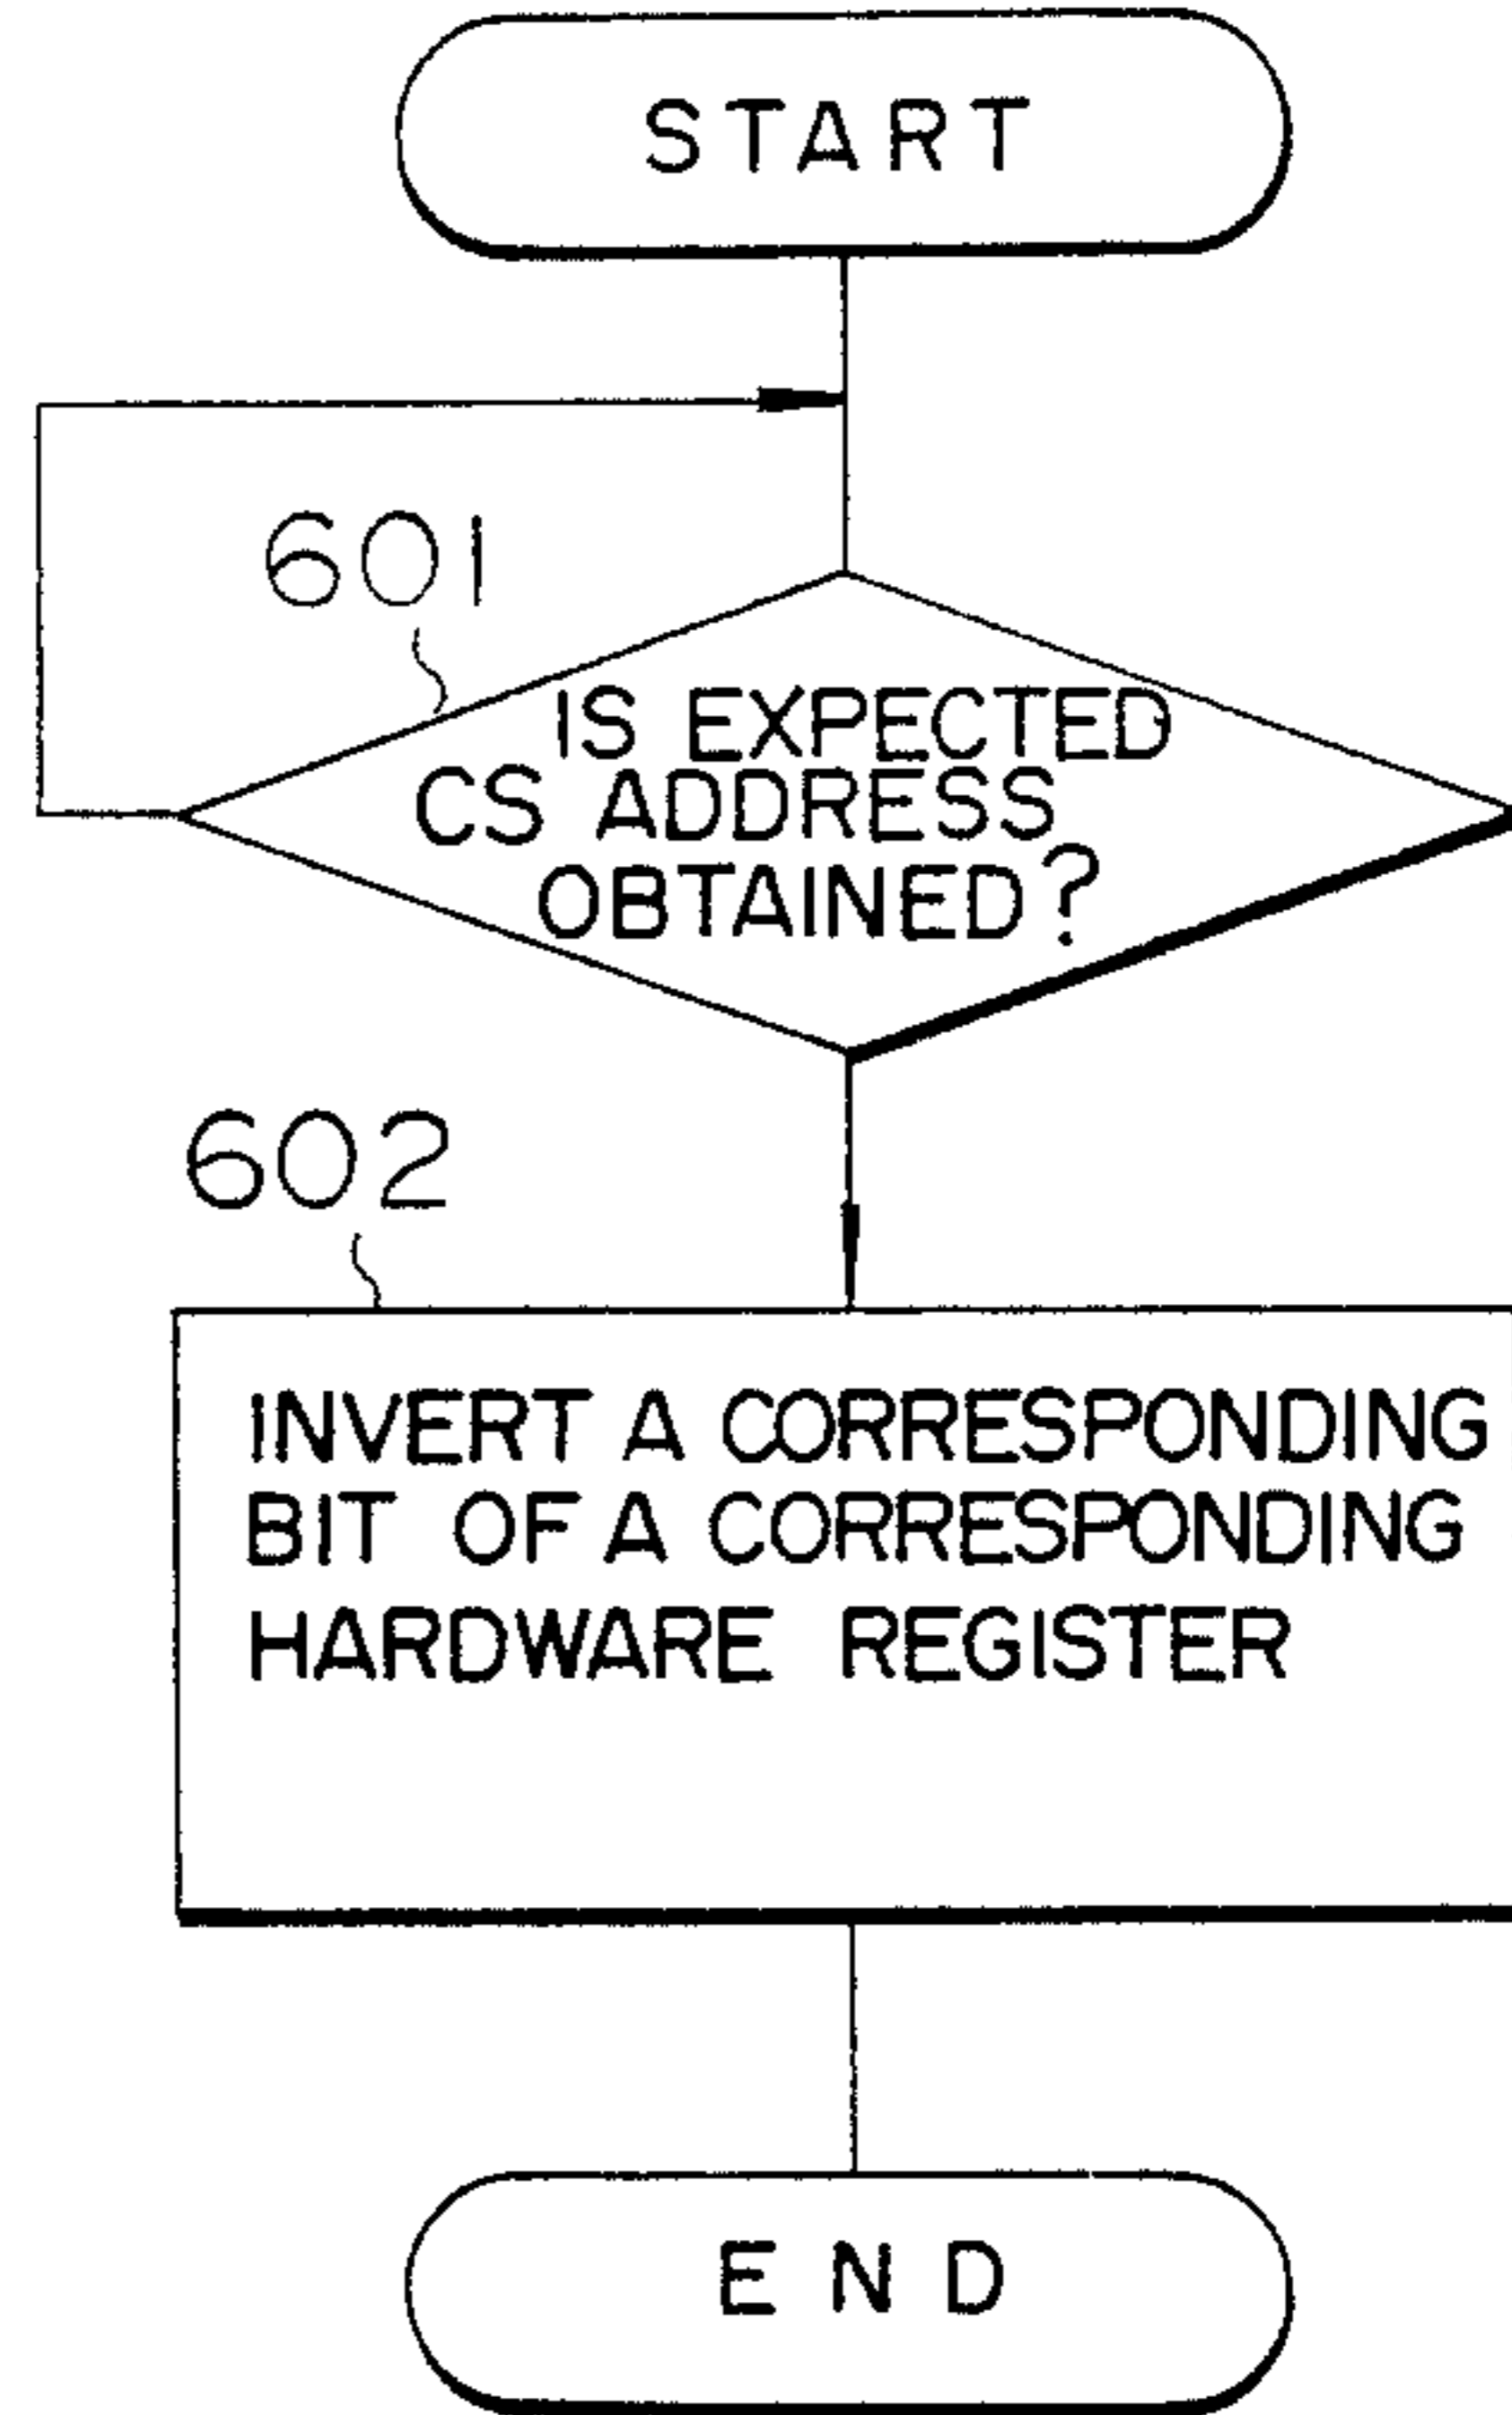 START
601
IS EXPECTED
CS ADDRESS
OBTAINED?
602
INVERT A CORRESPONDING
BIT OF A CORRESPONDING
HARDWARE REGISTER
END